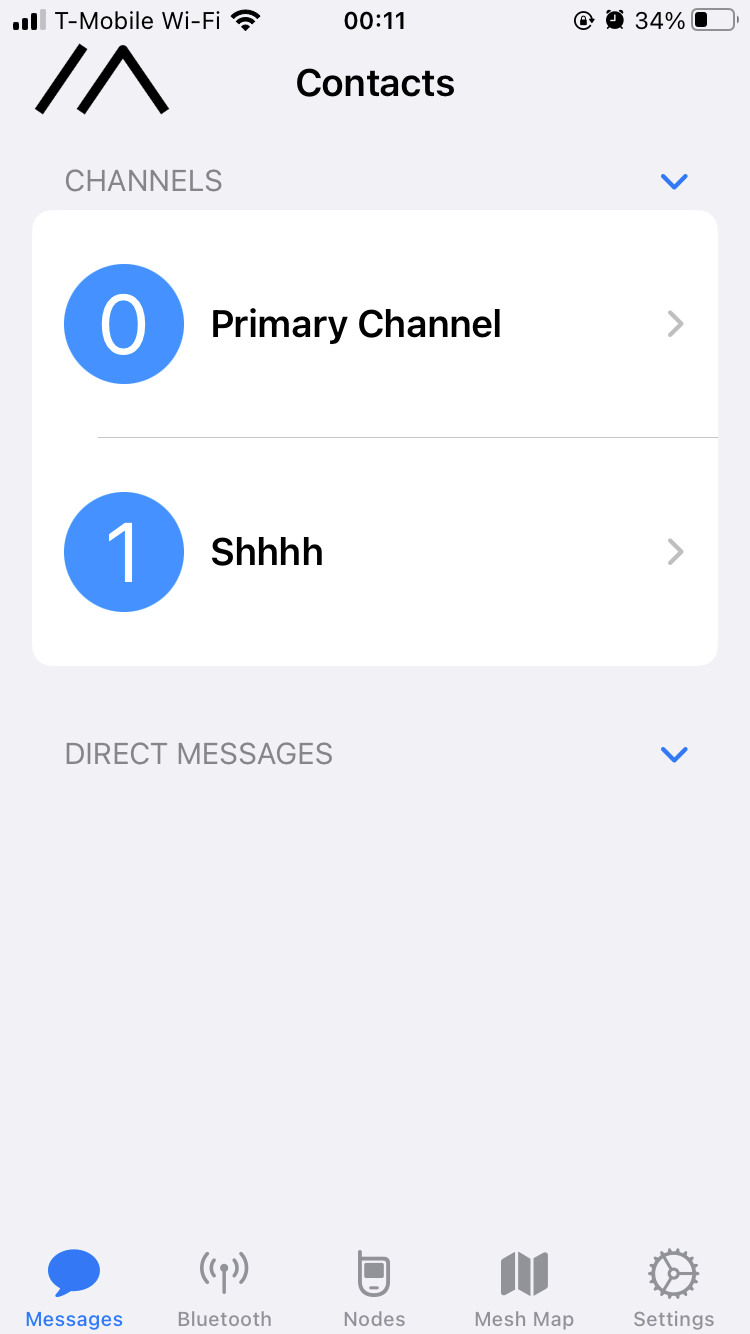 T-Mobile Wi-Fi 00:11 34%
Contacts
CHANNELS
0 Primary Channel
1 Shhhh
DIRECT MESSAGES
Messages Bluetooth Nodes Mesh Map Settings